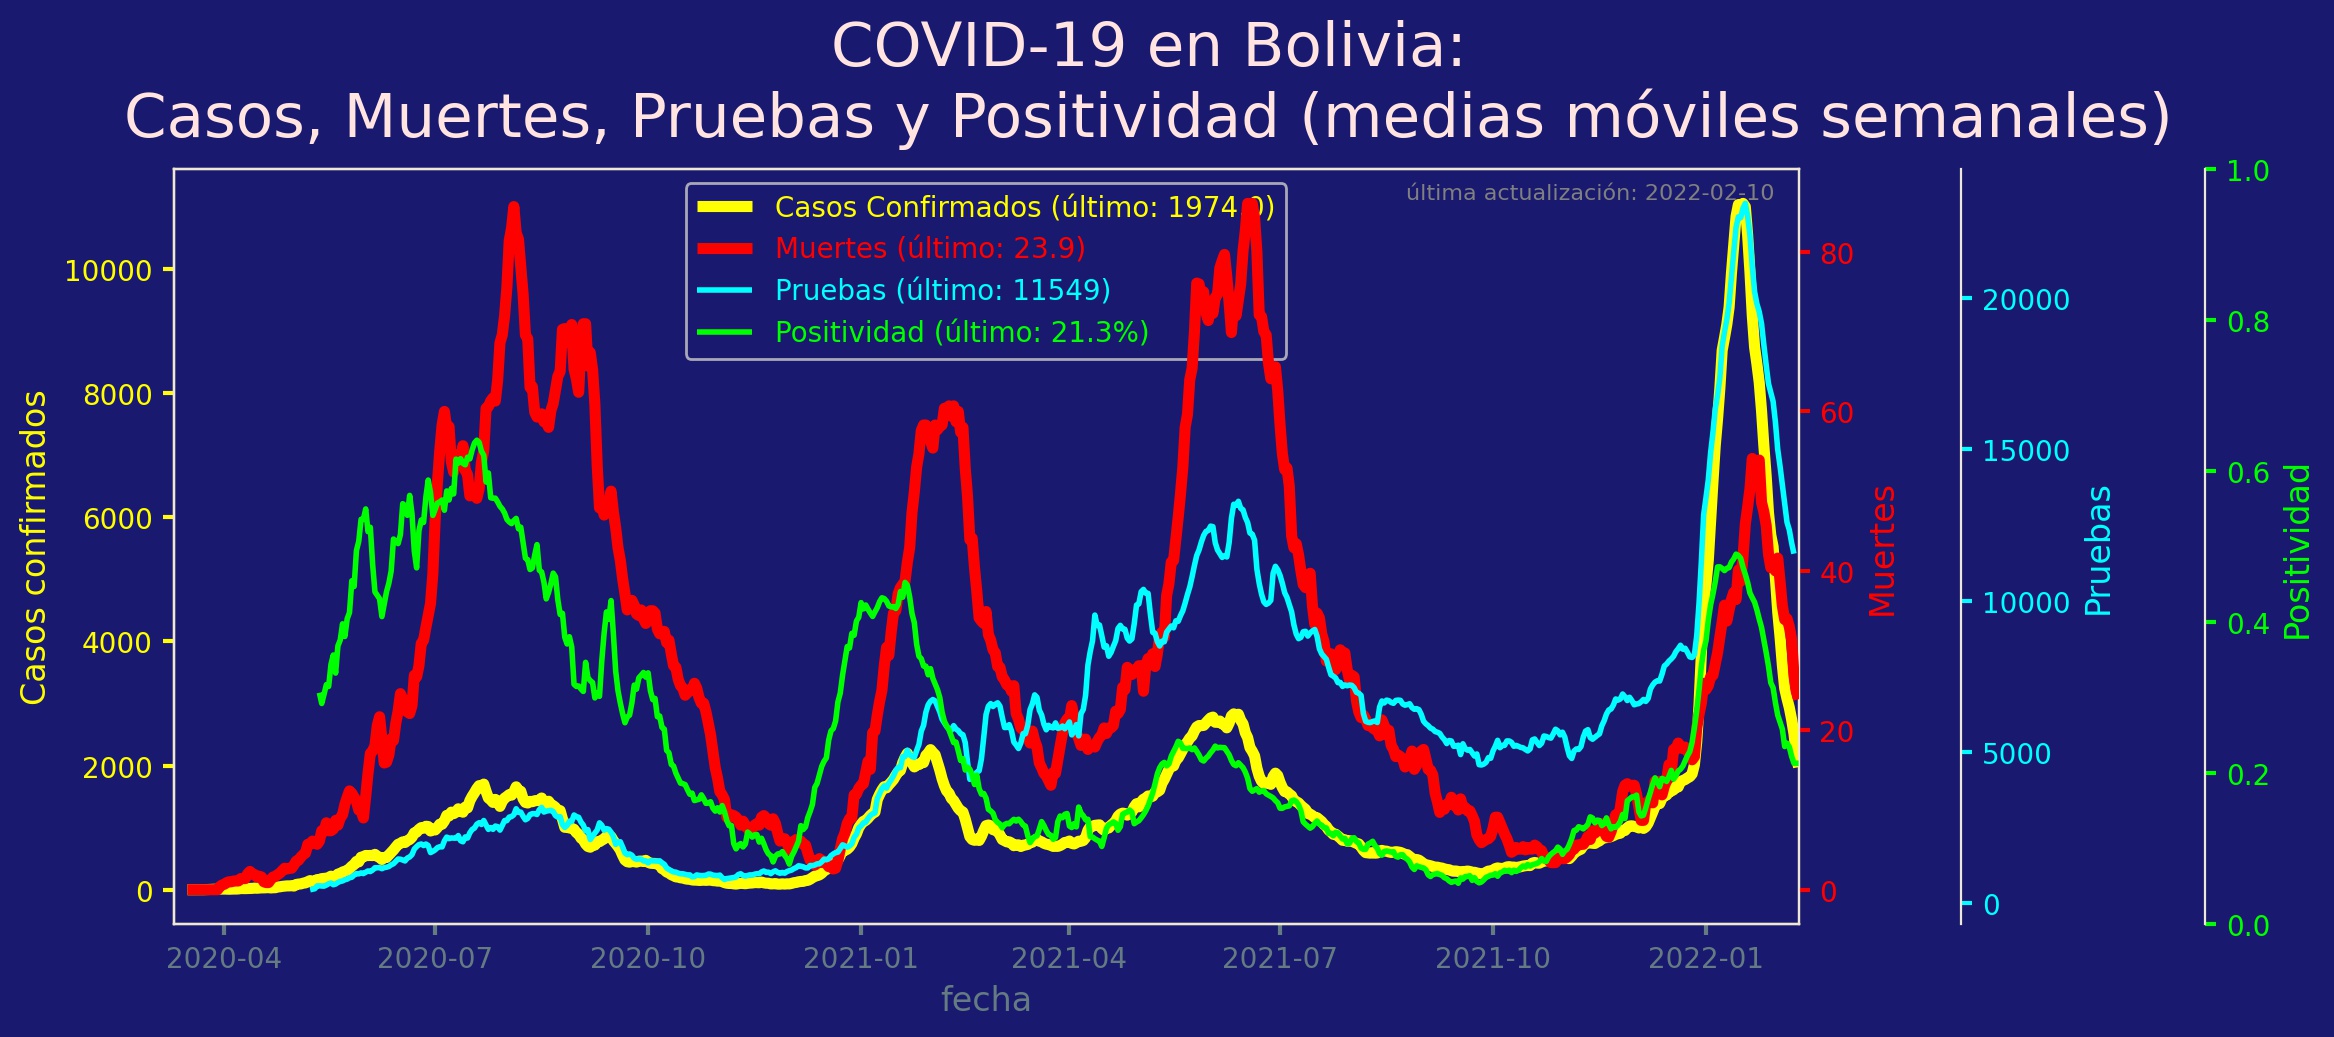 COVID-19 en Bolivia:
Casos, Muertes, Pruebas y Positividad (medias móviles semanales)
última actualización: 2022-02-10
Casos Confirmados (último: 1974.0)
Muertes (último: 23.9)
Pruebas (último: 11549)
Positividad (último: 21.3%)
Casos confirmados
10000
8000
6000
4000
2000
0
80
60
40
20
0
Muertes
20000
15000
10000
5000
0
Pruebas
1.0
0.8
0.6
0.4
0.2
0.0
Positividad
2020-04 2020-07 2020-10 2021-01 2021-04 2021-07 2021-10 2022-01
fecha